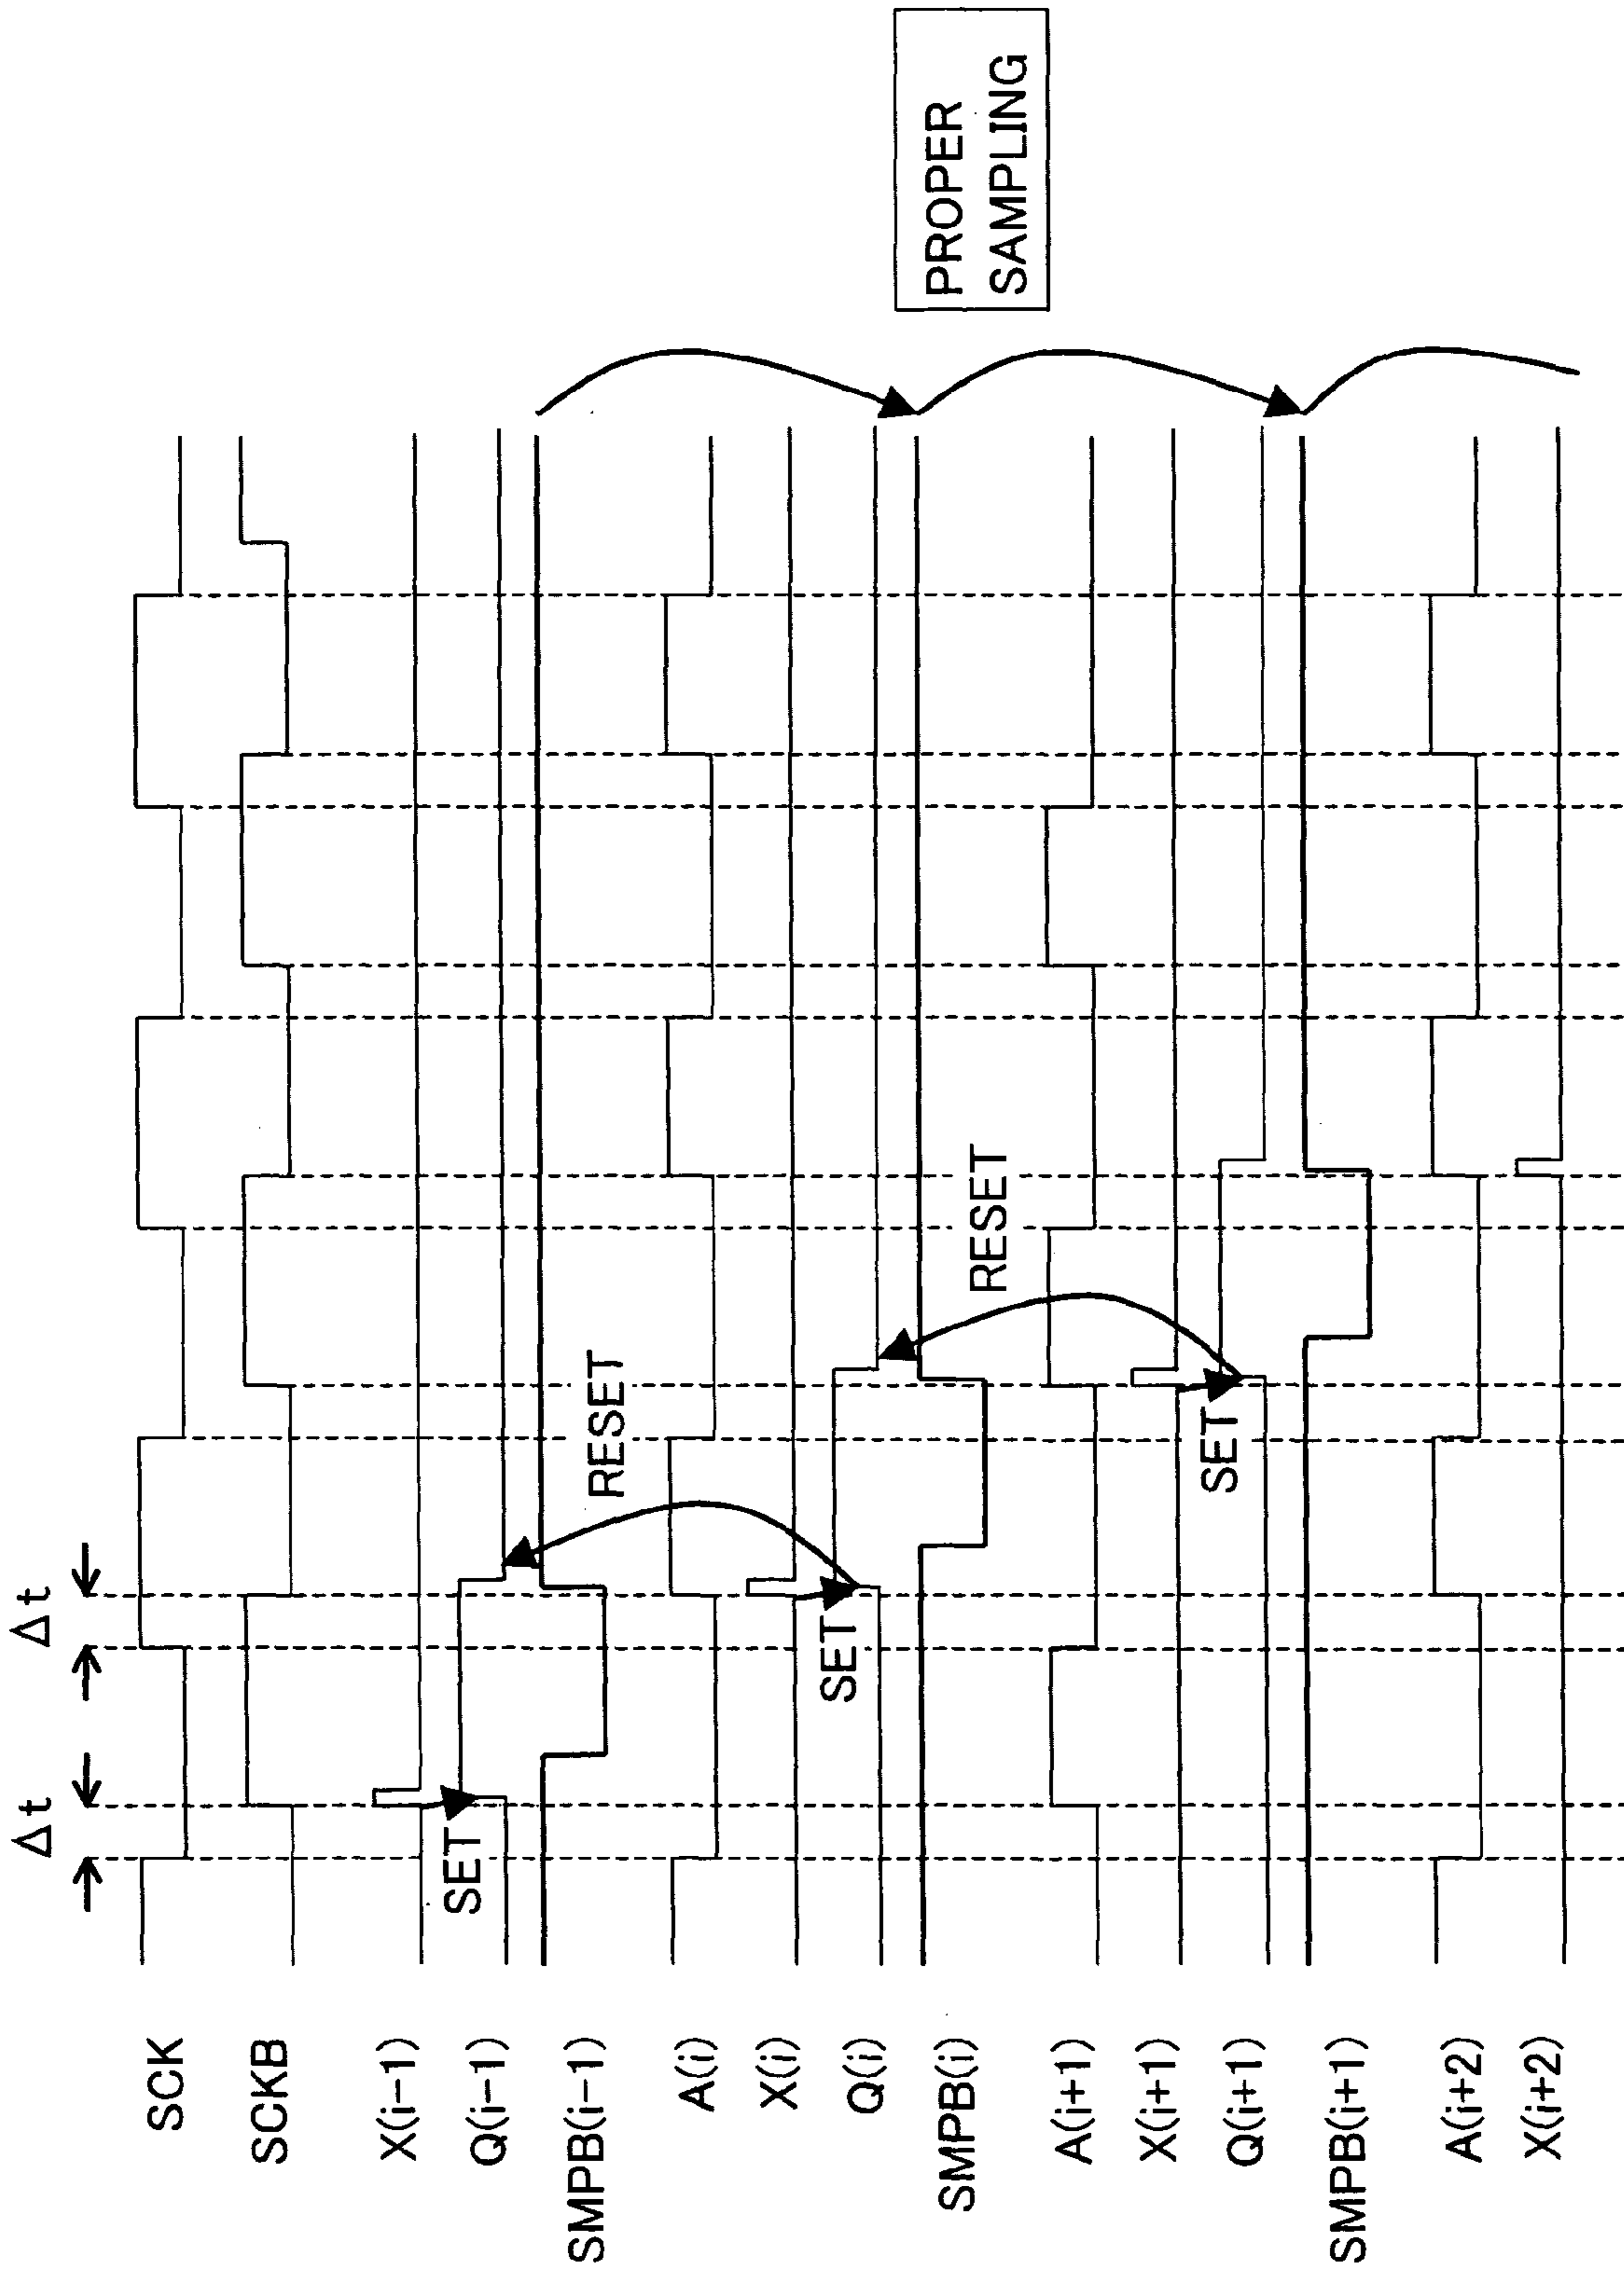 Δt
Δt
SCK
SCKB
X(i−1)
SET
Q(i−1)
SMPB(i−1)
RESET
A(i)
X(i)
SET
Q(i)
SMPB(i)
RESET
A(i+1)
X(i+1)
SET
Q(i+1)
SMPB(i+1)
A(i+2)
X(i+2)
PROPER
SAMPLING